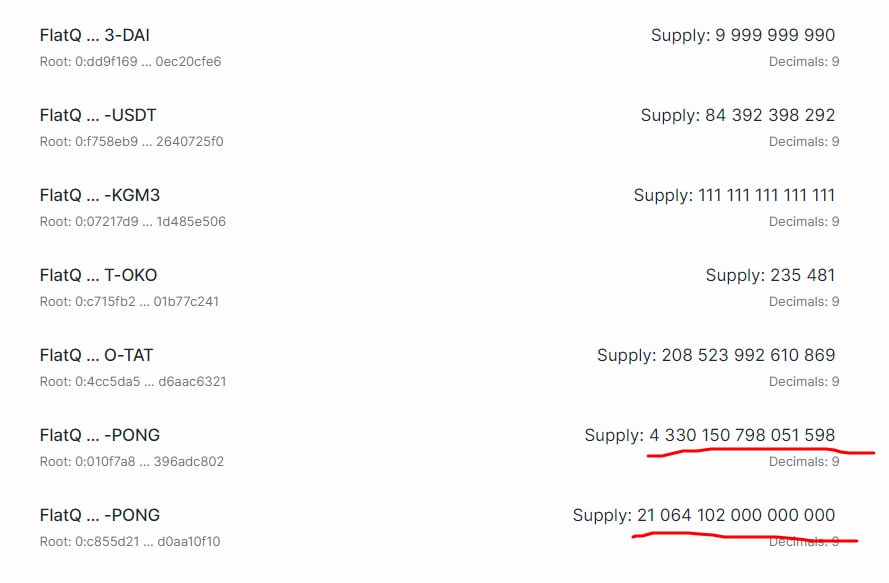 FlatQ ... 3-DAI Supply: 9 999 999 990
Root: 0:dd9f169 ... 0ec20cfe6 Decimals: 9
FlatQ ... -USDT Supply: 84 392 398 292
Root: 0:f758eb9 ... 2640725f0 Decimals: 9
FlatQ ... -KGM3 Supply: 111 111 111 111 111
Root: 0:07217d9 ... 1d485e506 Decimals: 9
FlatQ ... T-OKO Supply: 235 481
Root: 0:c715fb2 ... 01b77c241 Decimals: 9
FlatQ ... O-TAT Supply: 208 523 992 610 869
Root: 0:4cc5da5 ... d6aac6321 Decimals: 9
FlatQ ... -PONG Supply: 4 330 150 798 051 598
Root: 0:010f7a8 ... 396adc802 Decimals: 9
FlatQ ... -PONG Supply: 21 064 102 000 000 000
Root: 0:c855d21 ... d0aa10f10 Decimals: 9